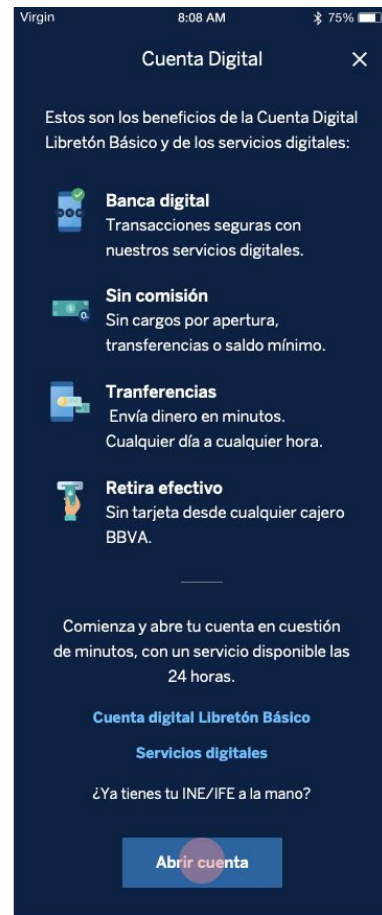 Virgin 8:08 AM 75%
Cuenta Digital
Estos son los beneficios de la Cuenta Digital
Libretón Básico y de los servicios digitales:
Banca digital
Transacciones seguras con
nuestros servicios digitales.
Sin comisión
Sin cargos por apertura,
transferencias o saldo mínimo.
Tranferencias
Envía dinero en minutos.
Cualquier día a cualquier hora.
Retira efectivo
Sin tarjeta desde cualquier cajero
BBVA.
Comienza y abre tu cuenta en cuestión
de minutos, con un servicio disponible las
24 horas.
Cuenta digital Libretón Básico
Servicios digitales
¿Ya tienes tu INE/IFE a la mano?
Abrir cuenta